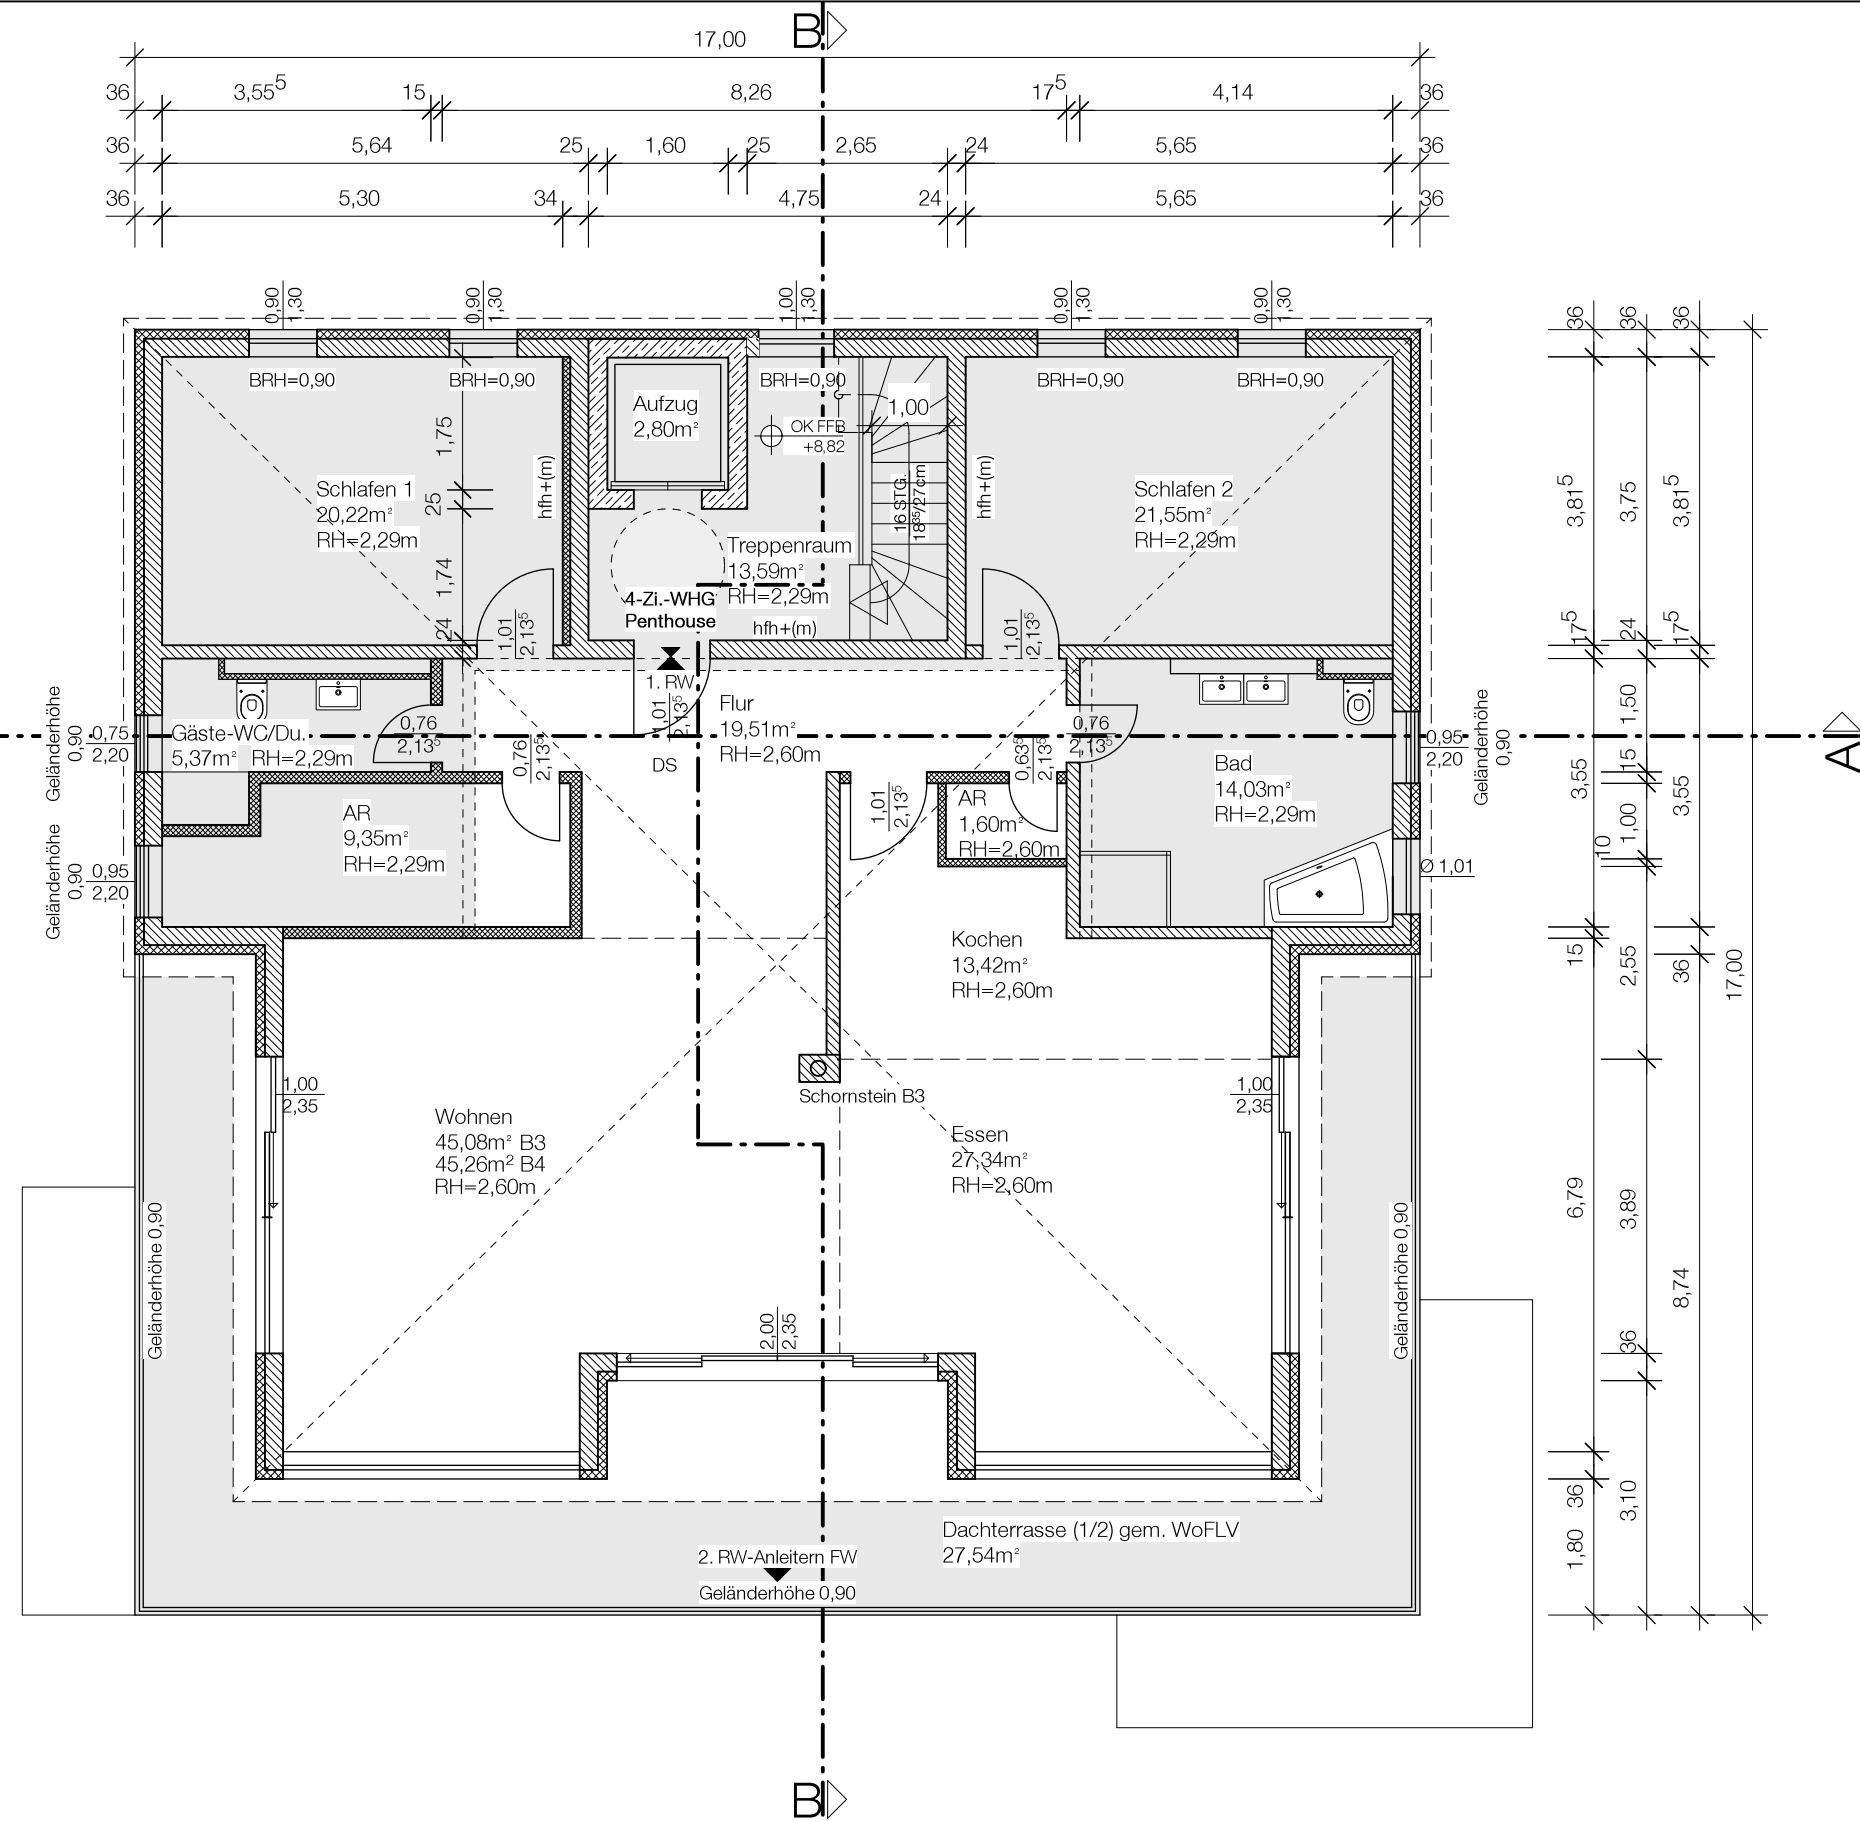 B
17,00
36 3,55⁵ 15 8,26 17⁵ 4,14 36
36 5,64 25 1,60 25 2,65 24 5,65 36
36 5,30 34 4,75 24 5,65 36
0,90 1,30
0,90 1,30
1,00 1,30
0,90 1,30
0,90 1,30
BRH=0,90
BRH=0,90
BRH=0,90
BRH=0,90
BRH=0,90
Aufzug
2,80m²
OK FFB
+8,82
1,00
16 STG.
18³⁵/27cm
1,75
25
1,74
24
Schlafen 1
20,22m²
RH=2,29m
hfh+(m)
Treppenraum
13,59m²
RH=2,29m
hfh+(m)
4-Zi.-WHG
Penthouse
hfh+(m)
Schlafen 2
21,55m²
RH=2,29m
1,01
2,13⁵
1,01
2,13⁵
1. RW
1,01
2,13⁵
DS
Flur
19,51m²
RH=2,60m
Gäste-WC/Du.
5,37m² RH=2,29m
0,76
2,13⁵
0,76
2,13⁵
0,76
2,13⁵
0,63⁵
2,13⁵
1,01
2,13⁵
AR
9,35m²
RH=2,29m
AR
1,60m²
RH=2,60m
Bad
14,03m²
RH=2,29m
Geländerhöhe
0,90
0,75
2,20
Geländerhöhe
0,90
0,95
2,20
0,95
2,20
Geländerhöhe
0,90
Ø 1,01
A
Kochen
13,42m²
RH=2,60m
Schornstein B3
1,00
2,35
1,00
2,35
Wohnen
45,08m² B3
45,26m² B4
RH=2,60m
Essen
27,34m²
RH=2,60m
2,00
2,35
Geländerhöhe 0,90
Geländerhöhe 0,90
Dachterrasse (1/2) gem. WoFLV
27,54m²
2. RW-Anleitern FW
Geländerhöhe 0,90
36 3,81⁵ 17⁵ 3,55 15 6,79 36 1,80
36 3,75 24 1,50 15 1,00 10 2,55 3,89 36 3,10
36 3,81⁵ 17⁵ 3,55 36 8,74
17,00
B